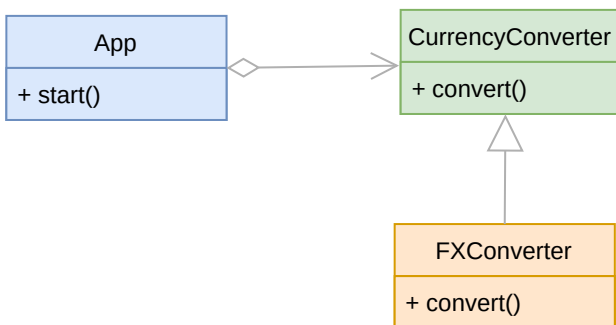 App
+ start()
CurrencyConverter
+ convert()
FXConverter
+ convert()